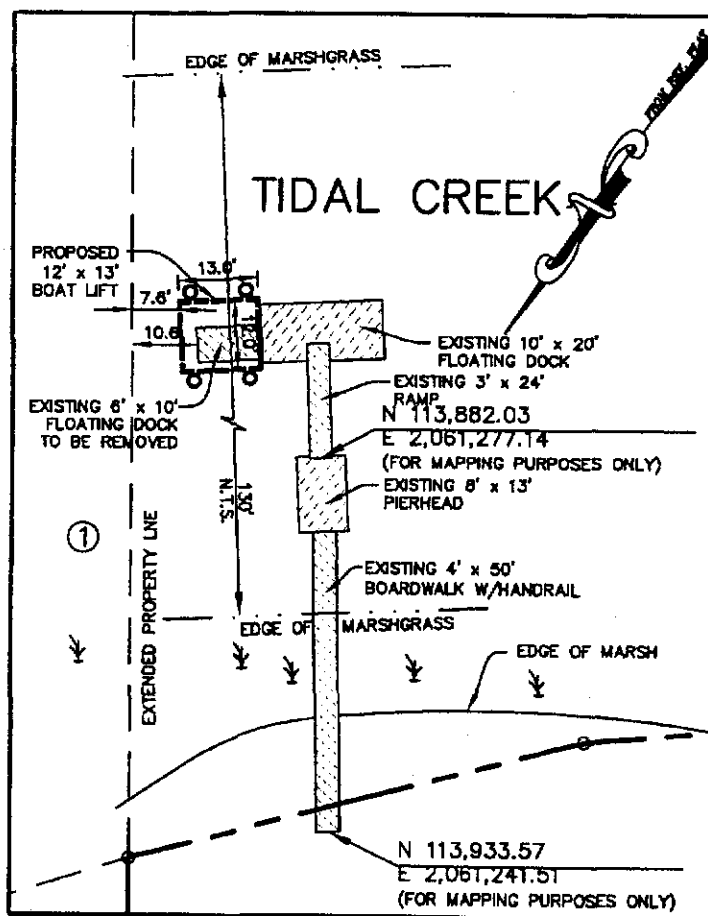 EDGE OF MARSHGRASS
TIDAL CREEK
PROPOSED
12' x 13'
BOAT LIFT
13.0'
7.6'
10.6'
EXISTING 10' x 20'
FLOATING DOCK
EXISTING 6' x 10'
FLOATING DOCK
TO BE REMOVED
EXISTING 3' x 24'
RAMP
N 113,882.03
E 2,061,277.14
(FOR MAPPING PURPOSES ONLY)
EXISTING 8' x 13'
PIERHEAD
130'
N.T.S.
1
EXTENDED PROPERTY LNE
EXISTING 4' x 50'
BOARDWALK W/HANDRAIL
EDGE OF MARSHGRASS
EDGE OF MARSH
N 113,933.57
E 2,061,241.51
(FOR MAPPING PURPOSES ONLY)